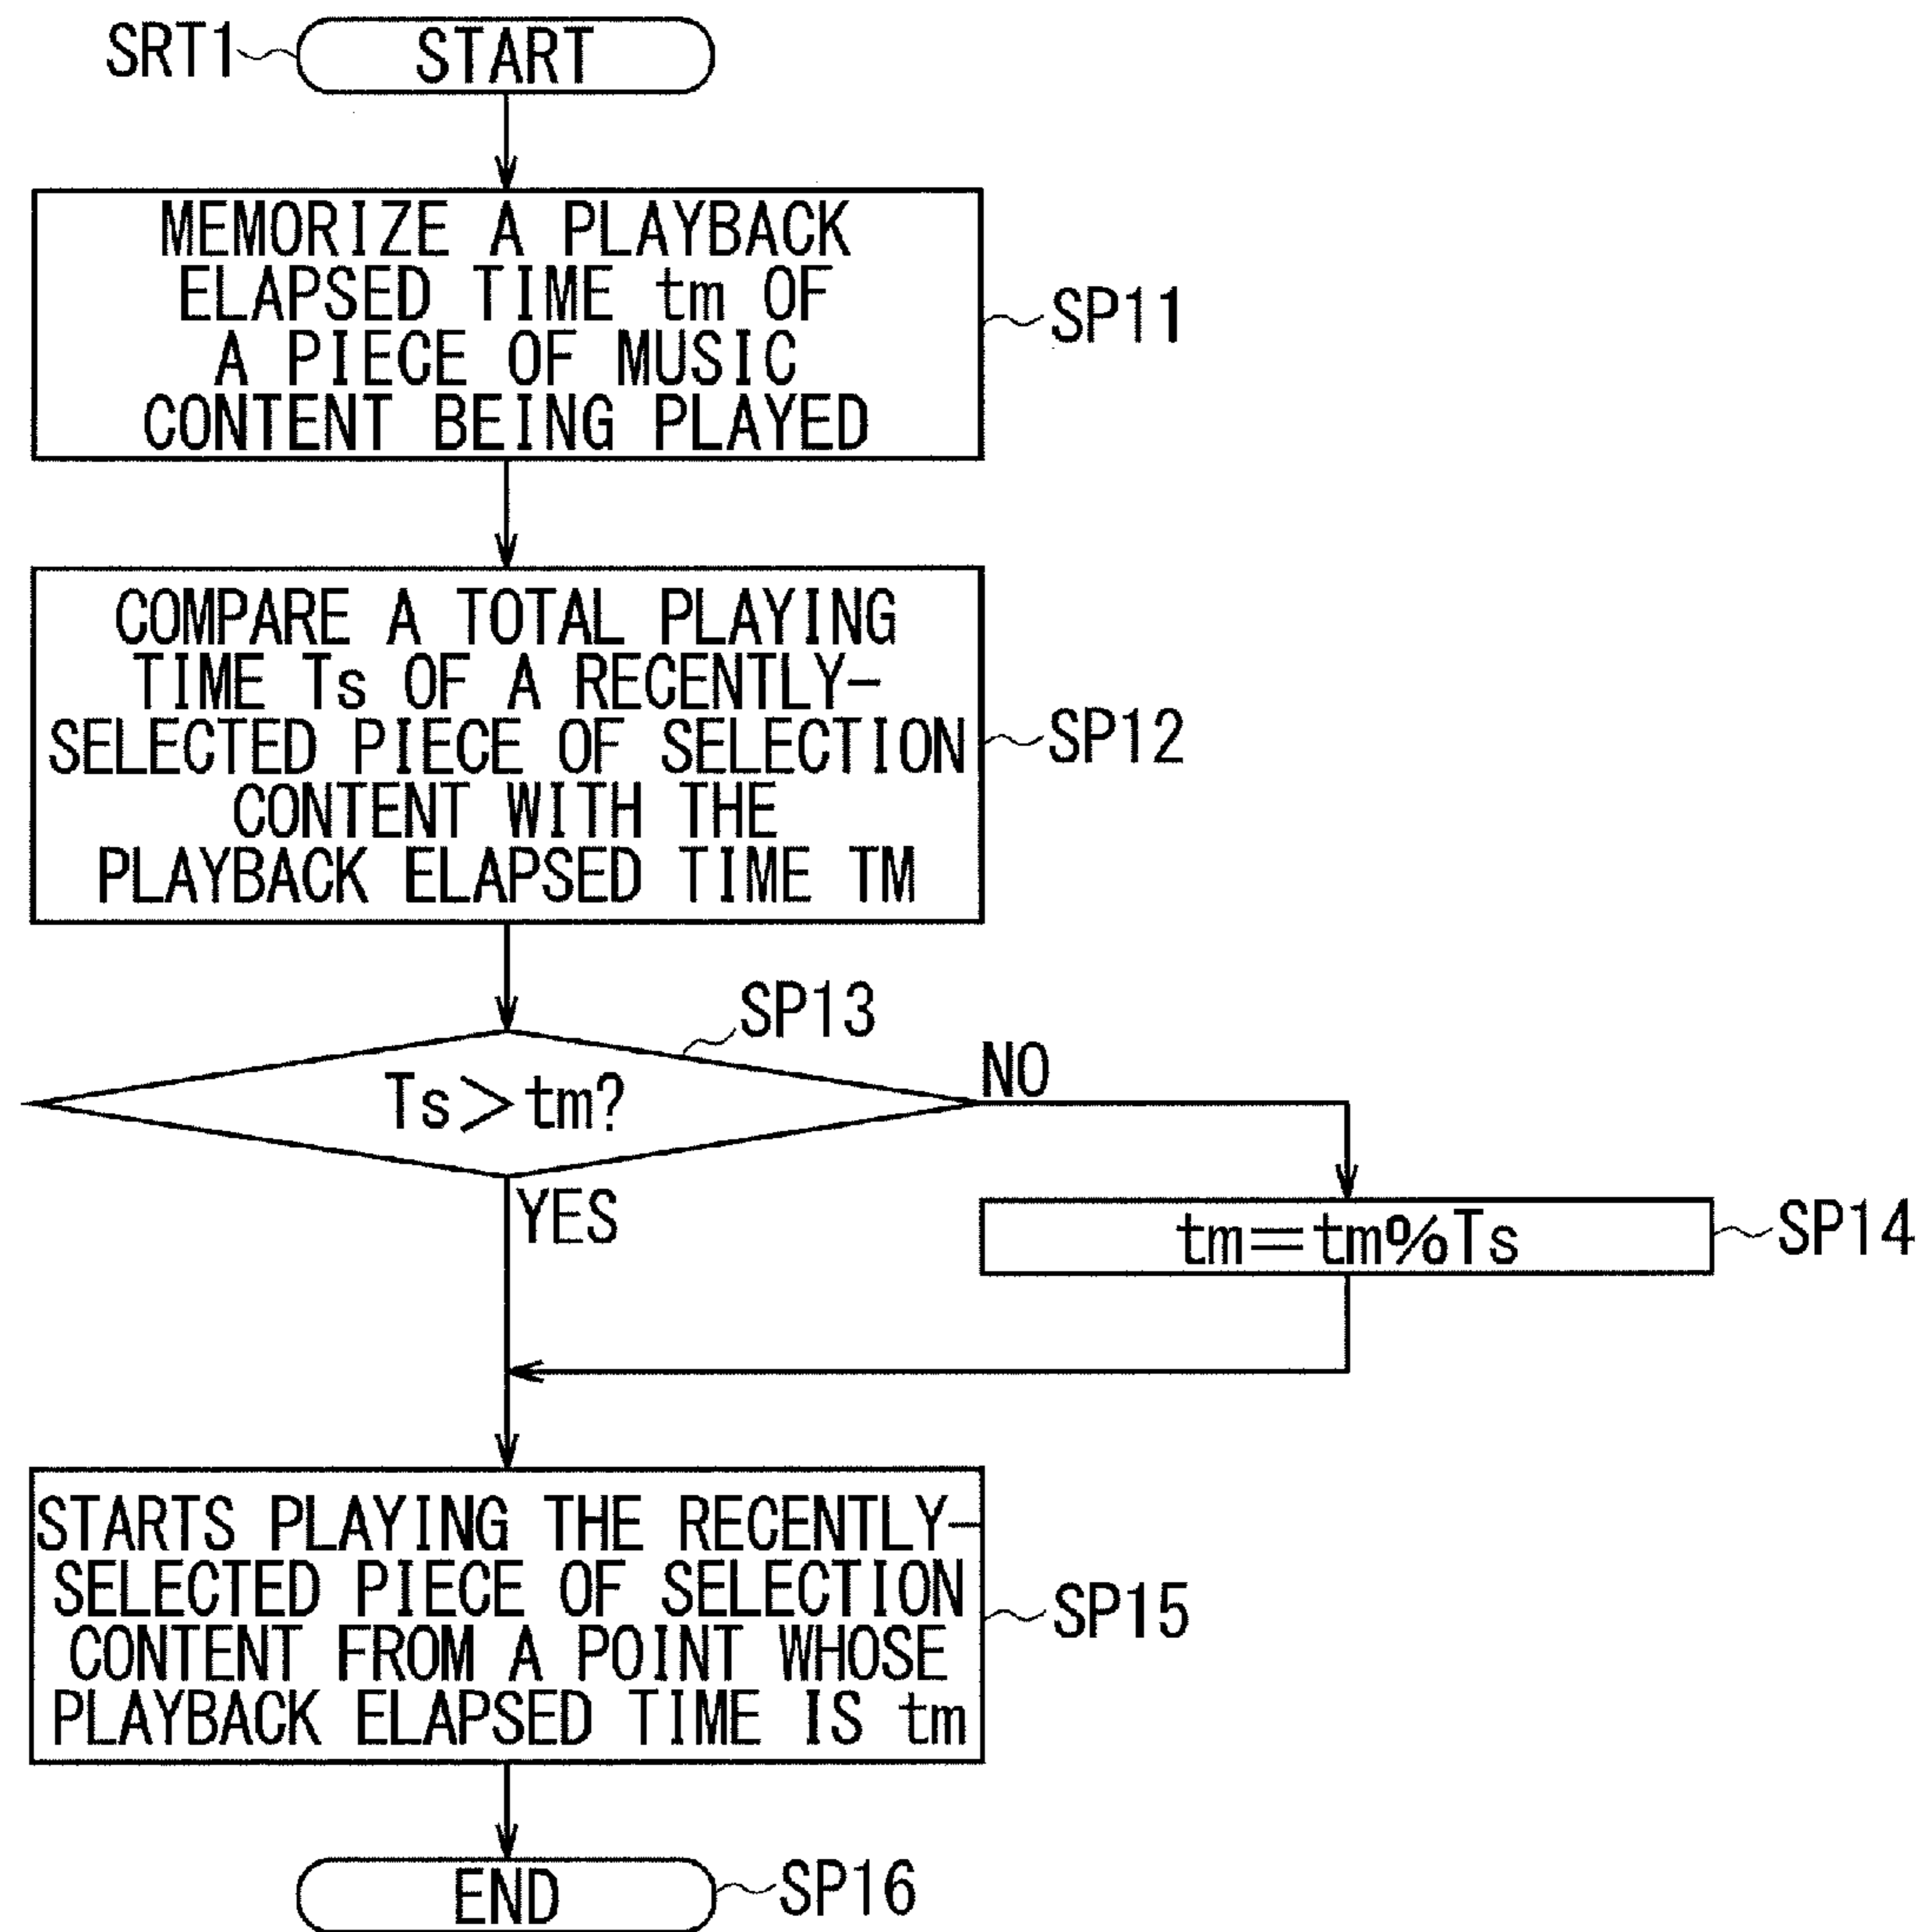 SRT1
START
MEMORIZE A PLAYBACK
ELAPSED TIME tm OF
A PIECE OF MUSIC
CONTENT BEING PLAYED
SP11
COMPARE A TOTAL PLAYING
TIME Ts OF A RECENTLY-
SELECTED PIECE OF SELECTION
CONTENT WITH THE
PLAYBACK ELAPSED TIME TM
SP12
SP13
Ts>tm?
NO
YES
tm=tm%Ts
SP14
STARTS PLAYING THE RECENTLY-
SELECTED PIECE OF SELECTION
CONTENT FROM A POINT WHOSE
PLAYBACK ELAPSED TIME IS tm
SP15
END
SP16